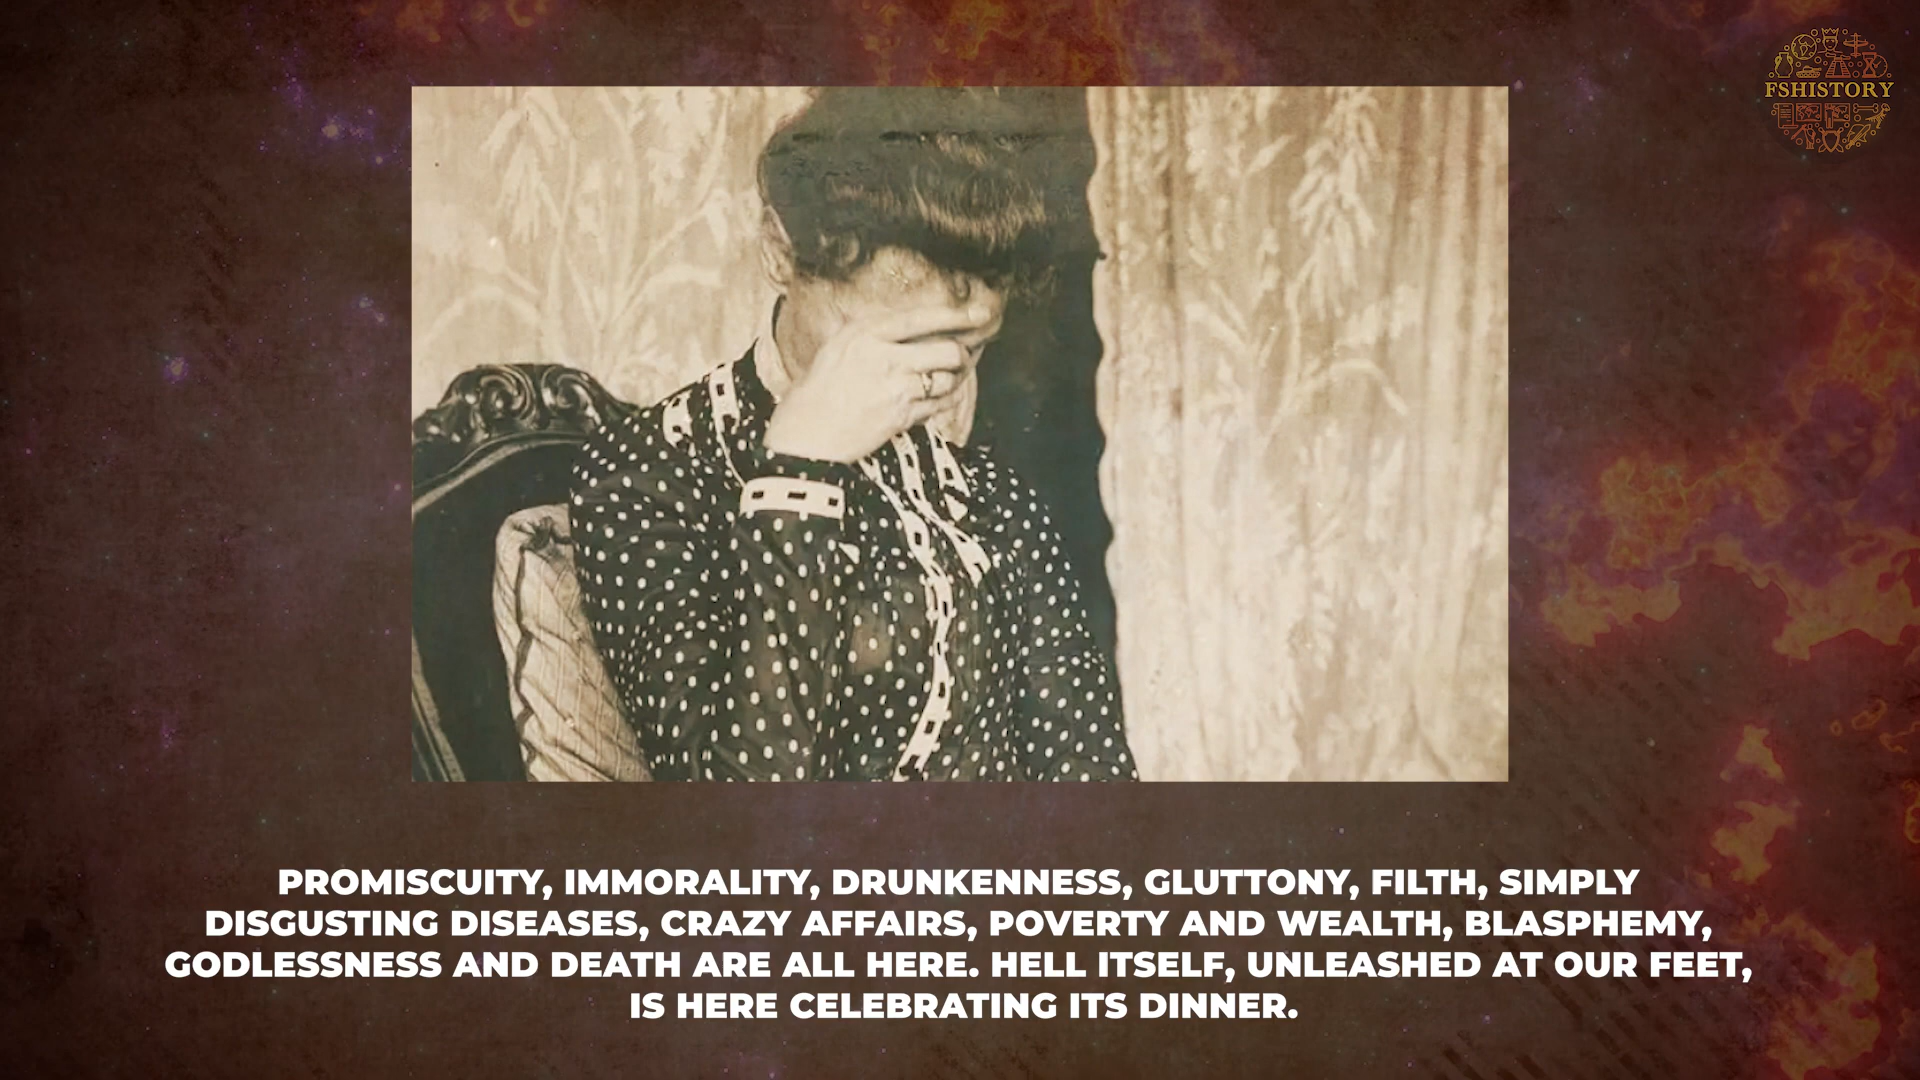 FSHISTORY
PROMISCUITY, IMMORALITY, DRUNKENNESS, GLUTTONY, FILTH, SIMPLY
DISGUSTING DISEASES, CRAZY AFFAIRS, POVERTY AND WEALTH, BLASPHEMY,
GODLESSNESS AND DEATH ARE ALL HERE. HELL ITSELF, UNLEASHED AT OUR FEET,
IS HERE CELEBRATING ITS DINNER.